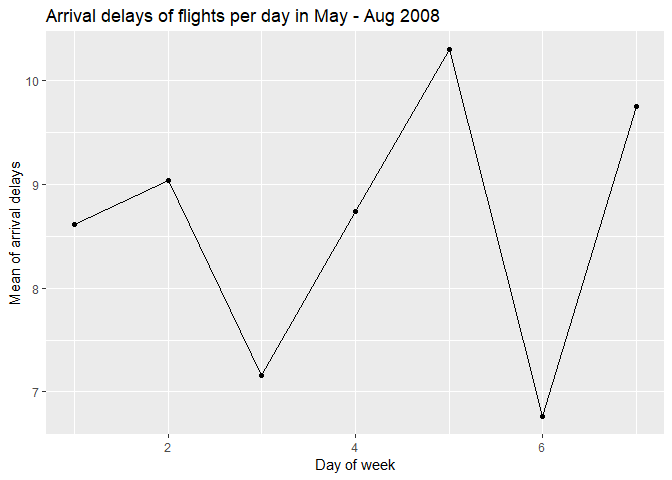 Arrival delays of flights per day in May - Aug 2008
Mean of arrival delays
10
9
8
7
2
4
6
Day of week